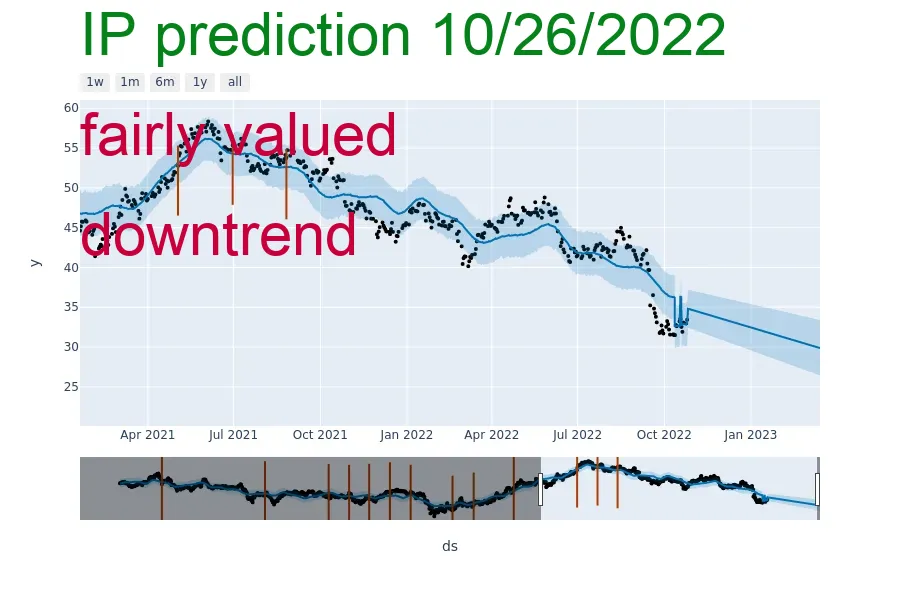 IP prediction 10/26/2022
1w 1m 6m 1y all
fairly valued
downtrend
60
55
50
45
40
35
30
25
y
Apr 2021 Jul 2021 Oct 2021 Jan 2022 Apr 2022 Jul 2022 Oct 2022 Jan 2023
ds